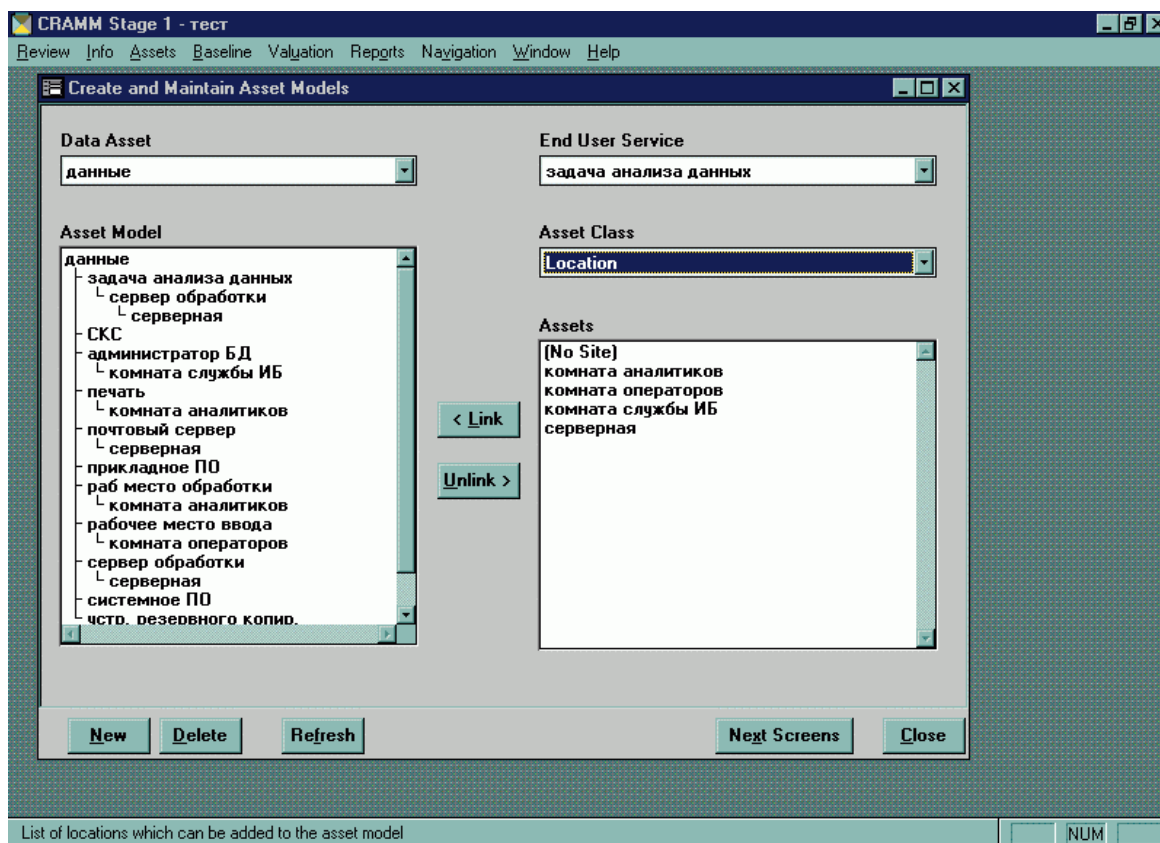 CRAMM Stage 1 - тест
Review Info Assets Baseline Valuation Reports Navigation Window Help
Create and Maintain Asset Models
Data Asset
данные
End User Service
задача анализа данных
Asset Model
данные
задача анализа данных
сервер обработки
серверная
СКС
администратор БД
комната службы ИБ
печать
комната аналитиков
почтовый сервер
серверная
прикладное ПО
раб место обработки
комната аналитиков
рабочее место ввода
комната операторов
сервер обработки
серверная
системное ПО
устр. резервного копир.
< Link
Unlink >
Asset Class
Location
Assets
(No Site)
комната аналитиков
комната операторов
комната службы ИБ
серверная
New Delete Refresh Next Screens Close
List of locations which can be added to the asset model NUM